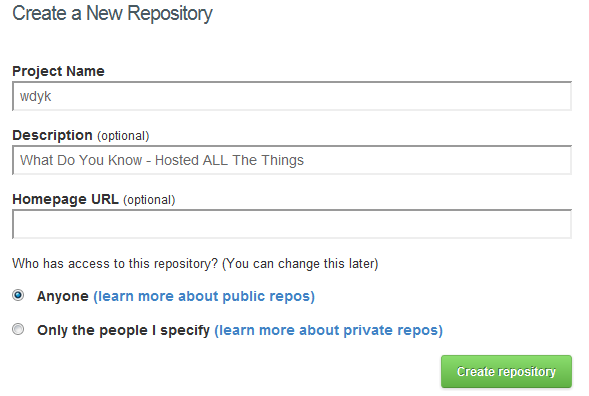 Create a New Repository
Project Name
wdyk
Description (optional)
What Do You Know - Hosted ALL The Things
Homepage URL (optional)
Who has access to this repository? (You can change this later)
Anyone (learn more about public repos)
Only the people I specify (learn more about private repos)
Create repository